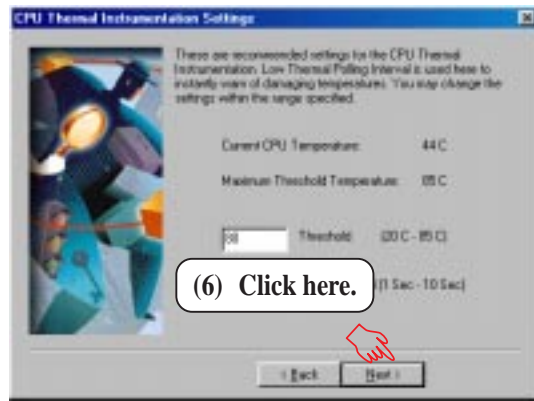 CPU Thermal Instrumentation Settings
These are recommended settings for the CPU Thermal
Instrumentation. Low Thermal Polling Interval is used here to
instantly warn of damaging temperatures. You may change the
settings within the range specified.
Current CPU Temperature: 44 C
Maximum Threshold Temperature: 85 C
Threshold (20 C - 85 C)
(6) Click here.
(1 Sec - 10 Sec)
< Back
Next >